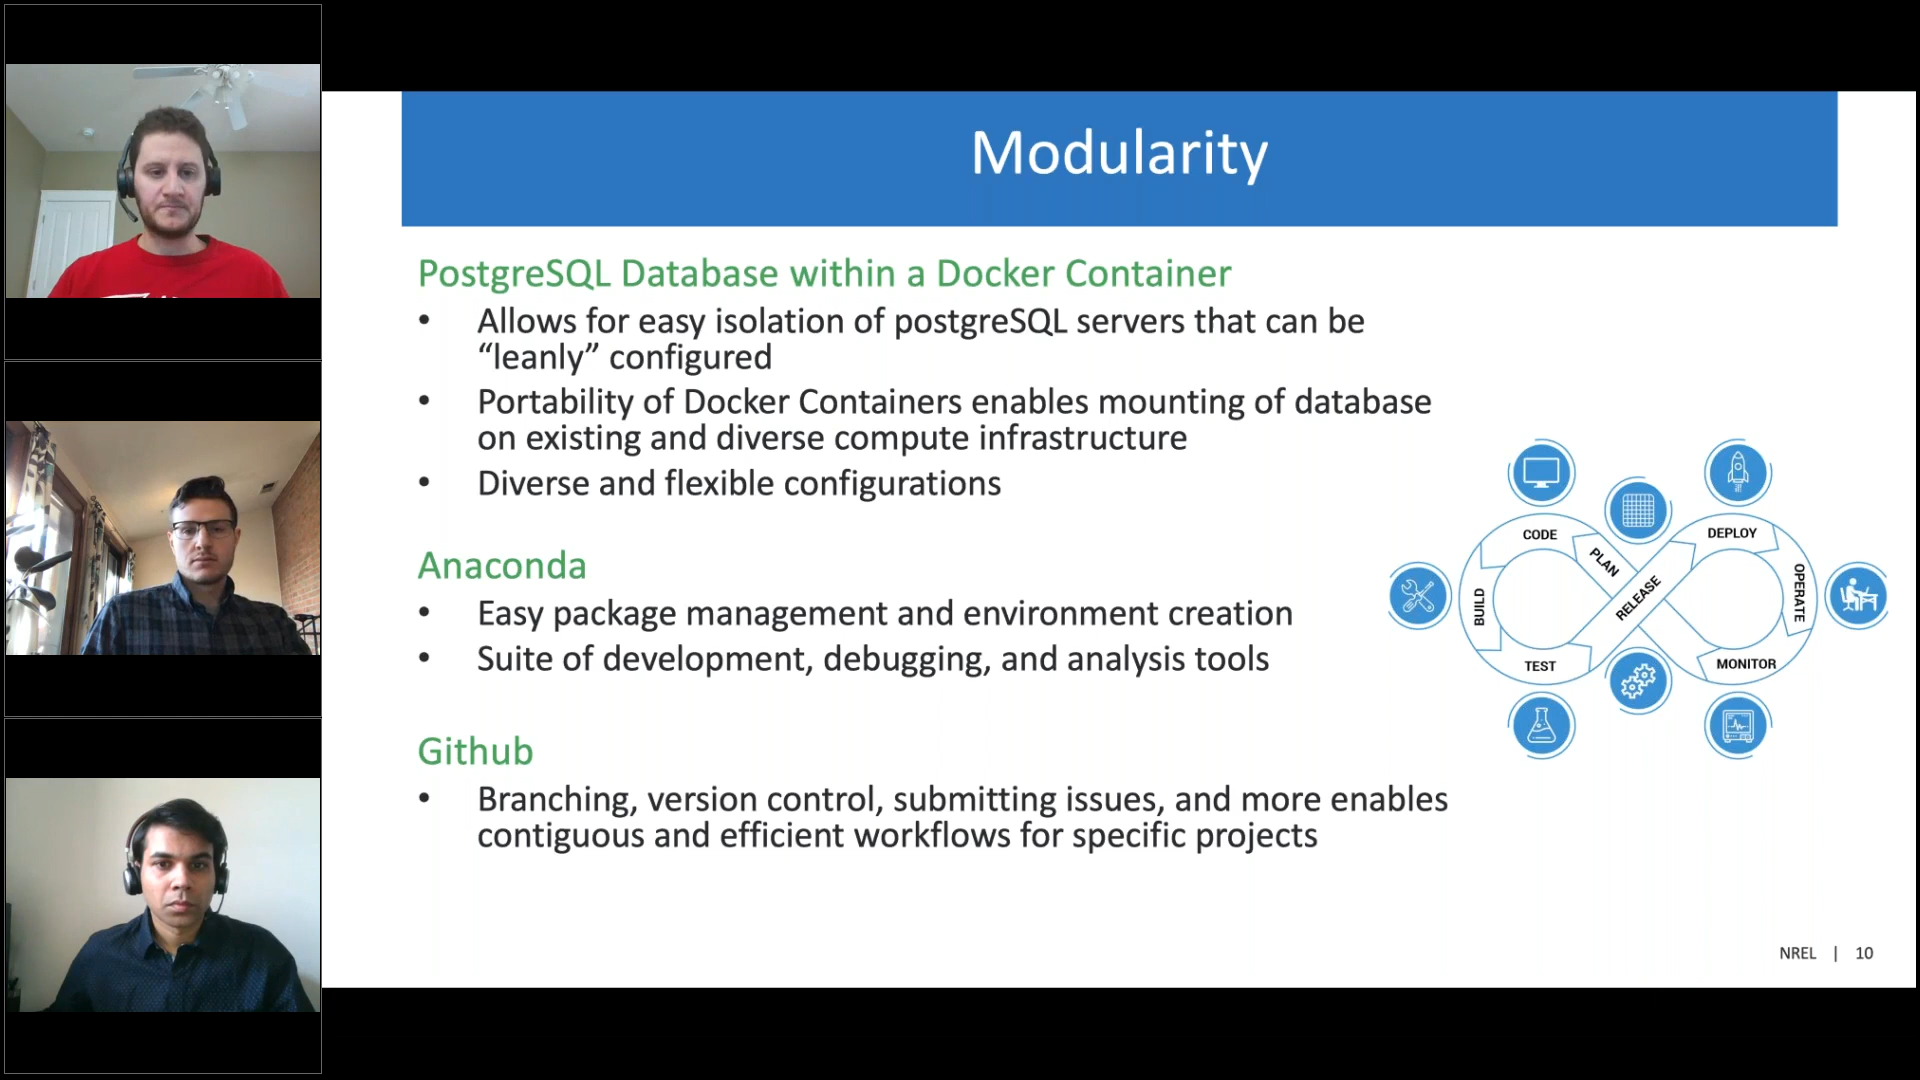 Modularity
PostgreSQL Database within a Docker Container
• Allows for easy isolation of postgreSQL servers that can be
“leanly” configured
• Portability of Docker Containers enables mounting of database
on existing and diverse compute infrastructure
• Diverse and flexible configurations
Anaconda
• Easy package management and environment creation
• Suite of development, debugging, and analysis tools
Github
• Branching, version control, submitting issues, and more enables
contiguous and efficient workflows for specific projects
CODE
PLAN
BUILD
TEST
RELEASE
DEPLOY
OPERATE
MONITOR
NREL | 10